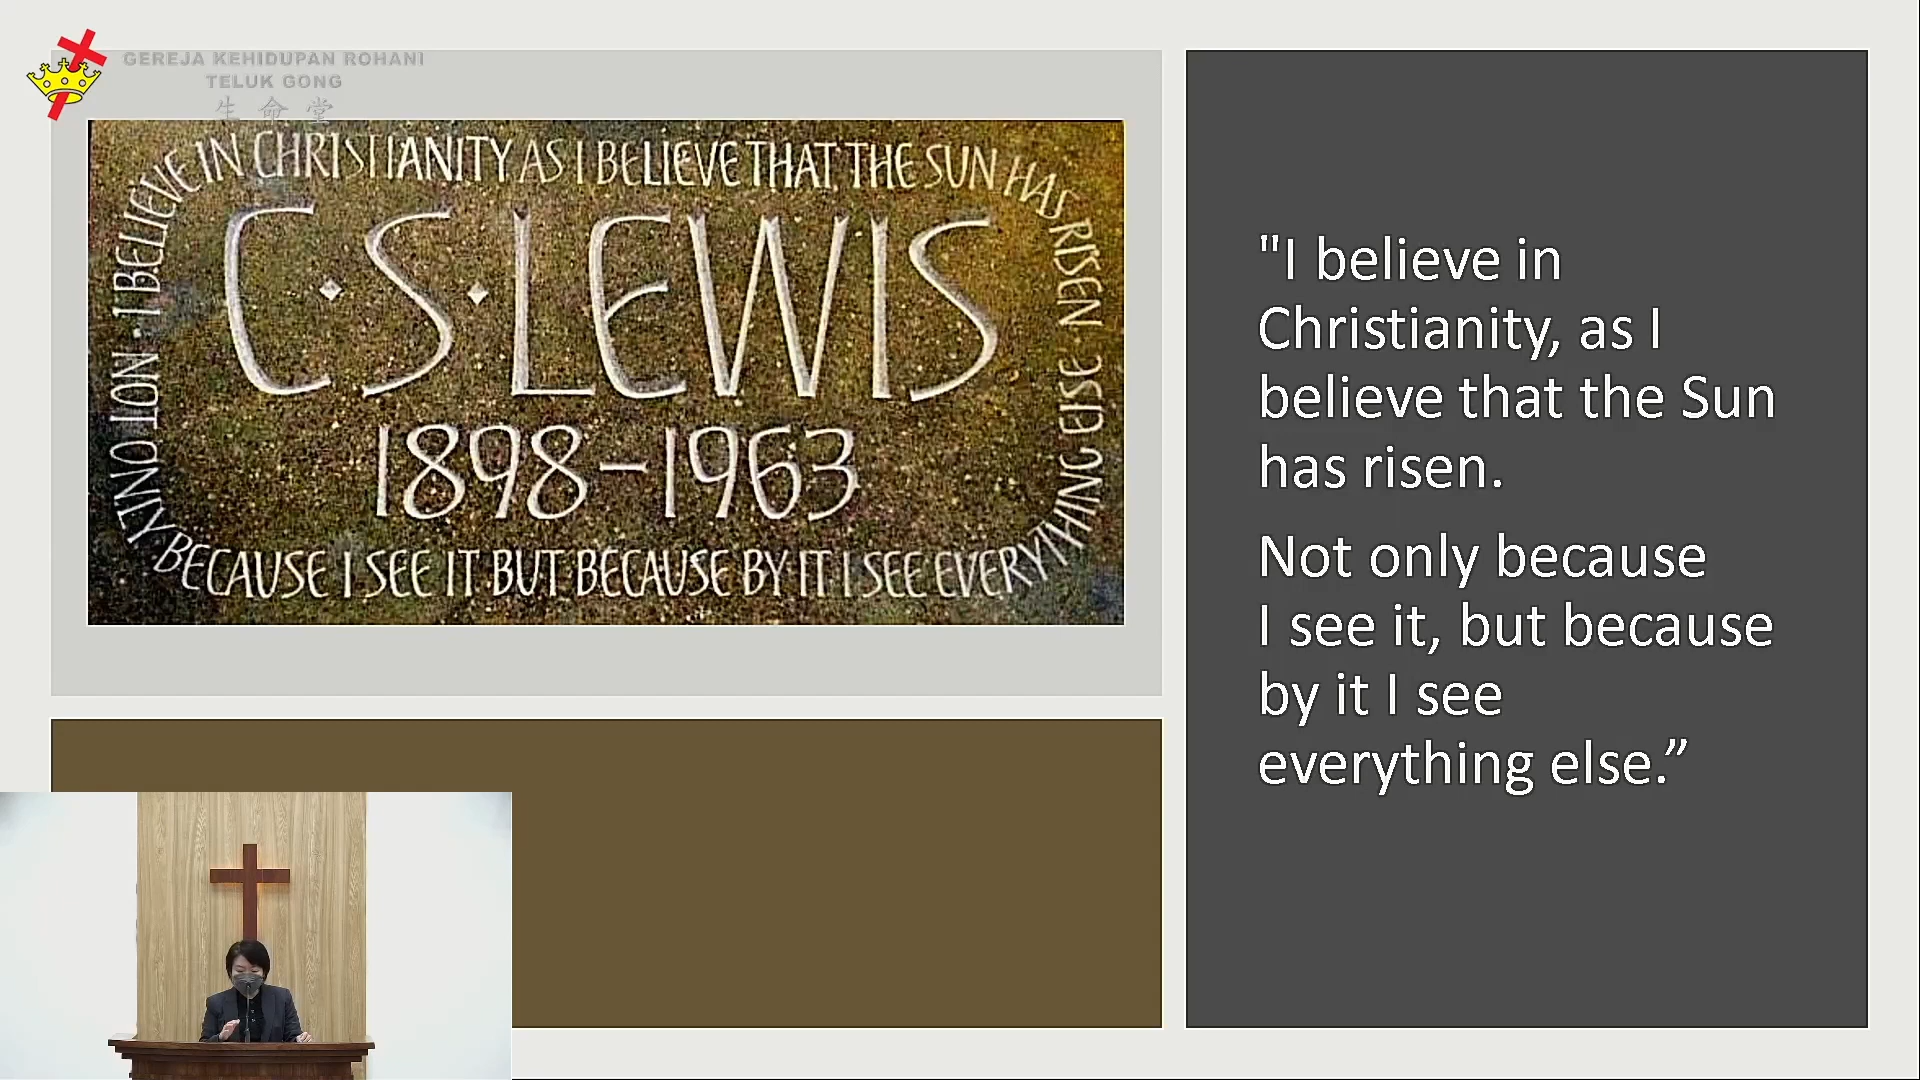 GEREJA KEHIDUPAN ROHANI
TELUK GONG
生命堂
I BELIEVE IN CHRISTIANITY AS I BELIEVE THAT THE SUN HAS RISEN · NOT ONLY BECAUSE I SEE IT BUT BECAUSE BY IT I SEE EVERYTHING ELSE ·
C·S·LEWIS
1898-1963
"I believe in
Christianity, as I
believe that the Sun
has risen.
Not only because
I see it, but because
by it I see
everything else.”